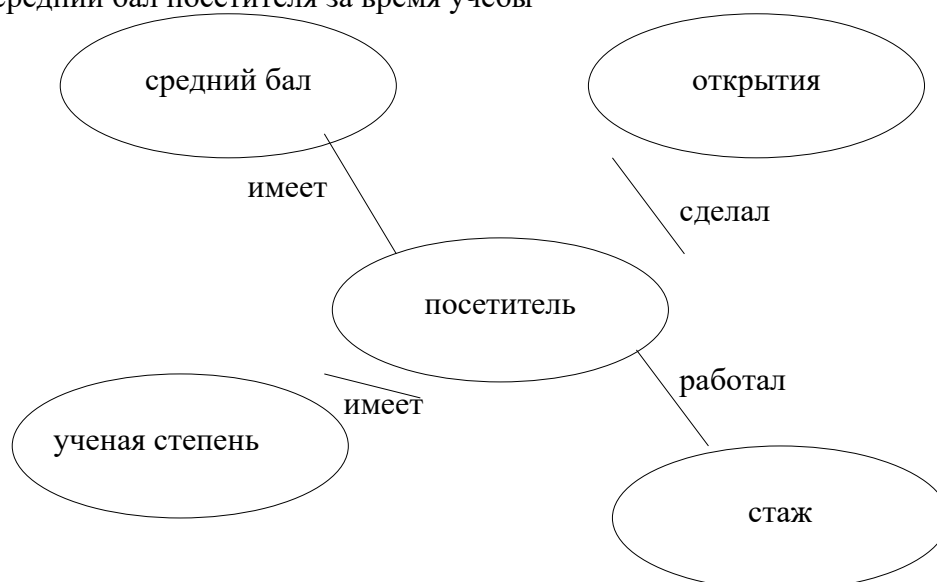 средний бал посетителя за время учебы
средний бал
открытия
имеет
сделал
посетитель
работал
имеет
ученая степень
стаж